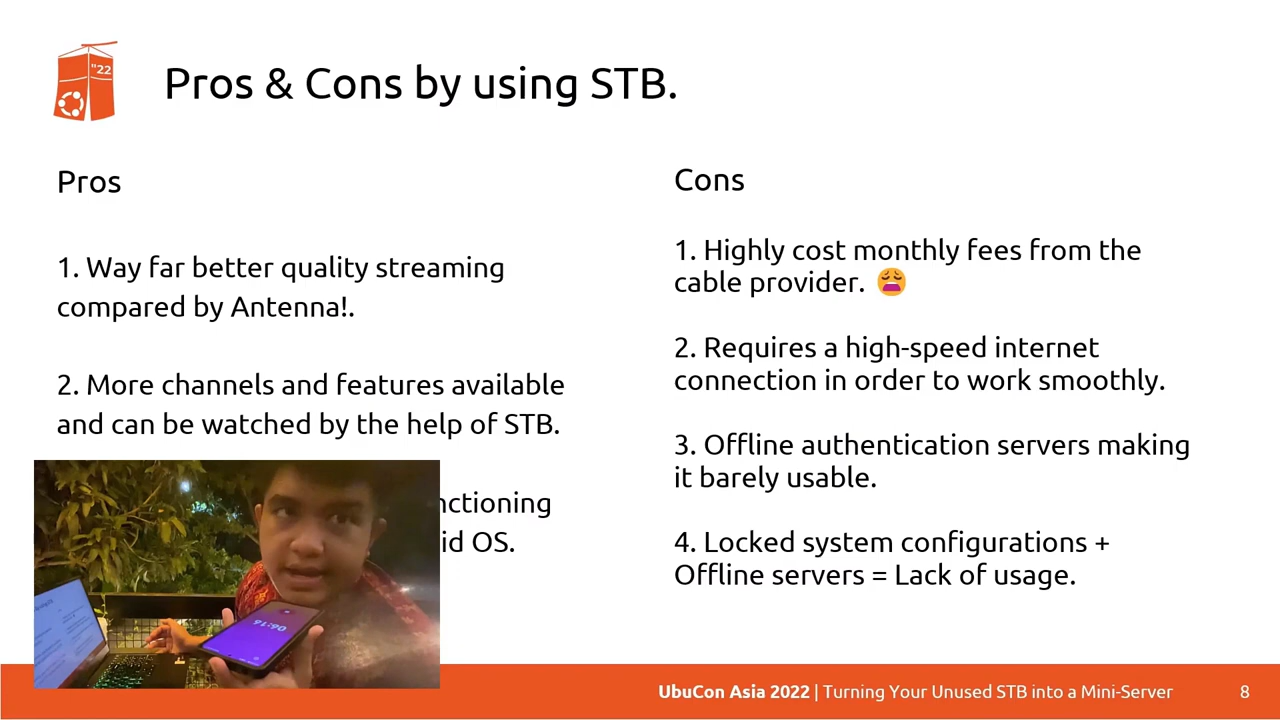 "22
Pros & Cons by using STB.
Pros
1. Way far better quality streaming
compared by Antenna!.
2. More channels and features available
and can be watched by the help of STB.
OS.
Cons
1. Highly cost monthly fees from the
cable provider. 😩
2. Requires a high-speed internet
connection in order to work smoothly.
3. Offline authentication servers making
it barely usable.
4. Locked system configurations +
Offline servers = Lack of usage.
06:16
UbuCon Asia 2022 | Turning Your Unused STB into a Mini-Server
8